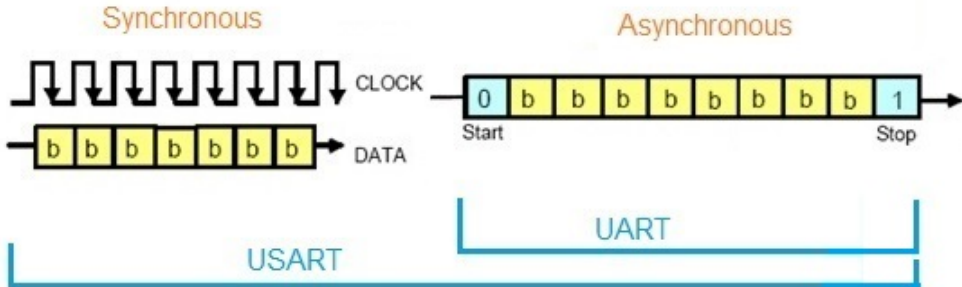 Synchronous
Asynchronous
CLOCK
0 b b b b b b b b 1
Start
Stop
b b b b b b b
DATA
UART
USART